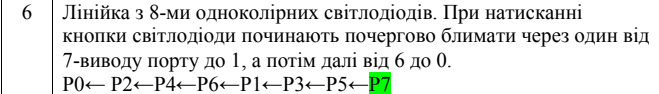 6 Лінійка з 8-ми одноколірних світлодіодів. При натисканні
кнопки світлодіоди починають почергово блимати через один від
7-виводу порту до 1, а потім далі від 6 до 0.
P0← P2←P4←P6←P1←P3←P5←P7